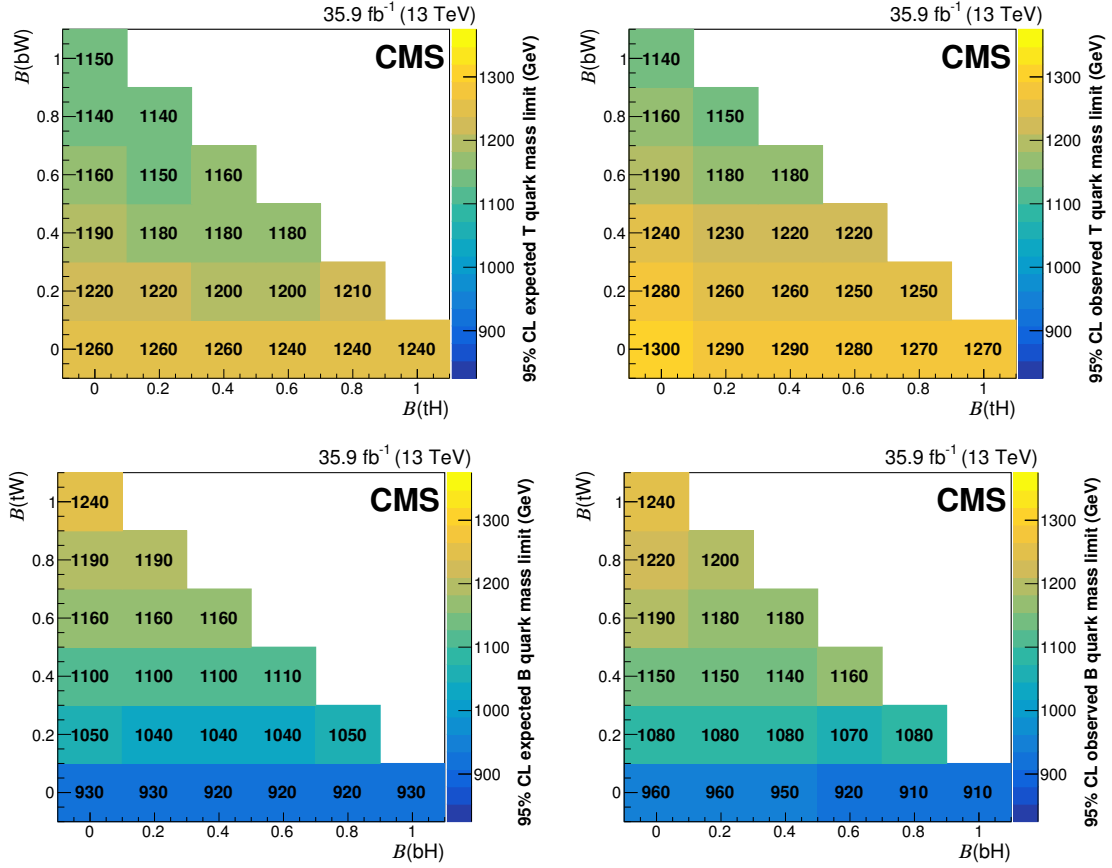 35.9 fb⁻¹ (13 TeV)
B(bW)
CMS
1 1150
0.8 1140 1140
0.6 1160 1150 1160
0.4 1190 1180 1180 1180
0.2 1220 1220 1200 1200 1210
0 1260 1260 1260 1240 1240 1240
0 0.2 0.4 0.6 0.8 1
B(tH)
1300
1200
1100
1000
900
95% CL expected T quark mass limit (GeV)
35.9 fb⁻¹ (13 TeV)
B(bW)
CMS
1 1140
0.8 1160 1150
0.6 1190 1180 1180
0.4 1240 1230 1220 1220
0.2 1280 1260 1260 1250 1250
0 1300 1290 1290 1280 1270 1270
0 0.2 0.4 0.6 0.8 1
B(tH)
1300
1200
1100
1000
900
95% CL observed T quark mass limit (GeV)
35.9 fb⁻¹ (13 TeV)
B(tW)
CMS
1 1240
0.8 1190 1190
0.6 1160 1160 1160
0.4 1100 1100 1100 1110
0.2 1050 1040 1040 1040 1050
0 930 930 920 920 920 930
0 0.2 0.4 0.6 0.8 1
B(bH)
1300
1200
1100
1000
900
95% CL expected B quark mass limit (GeV)
35.9 fb⁻¹ (13 TeV)
B(tW)
CMS
1 1240
0.8 1220 1200
0.6 1190 1180 1180
0.4 1150 1150 1140 1160
0.2 1080 1080 1080 1070 1080
0 960 960 950 920 910 910
0 0.2 0.4 0.6 0.8 1
B(bH)
1300
1200
1100
1000
900
95% CL observed B quark mass limit (GeV)